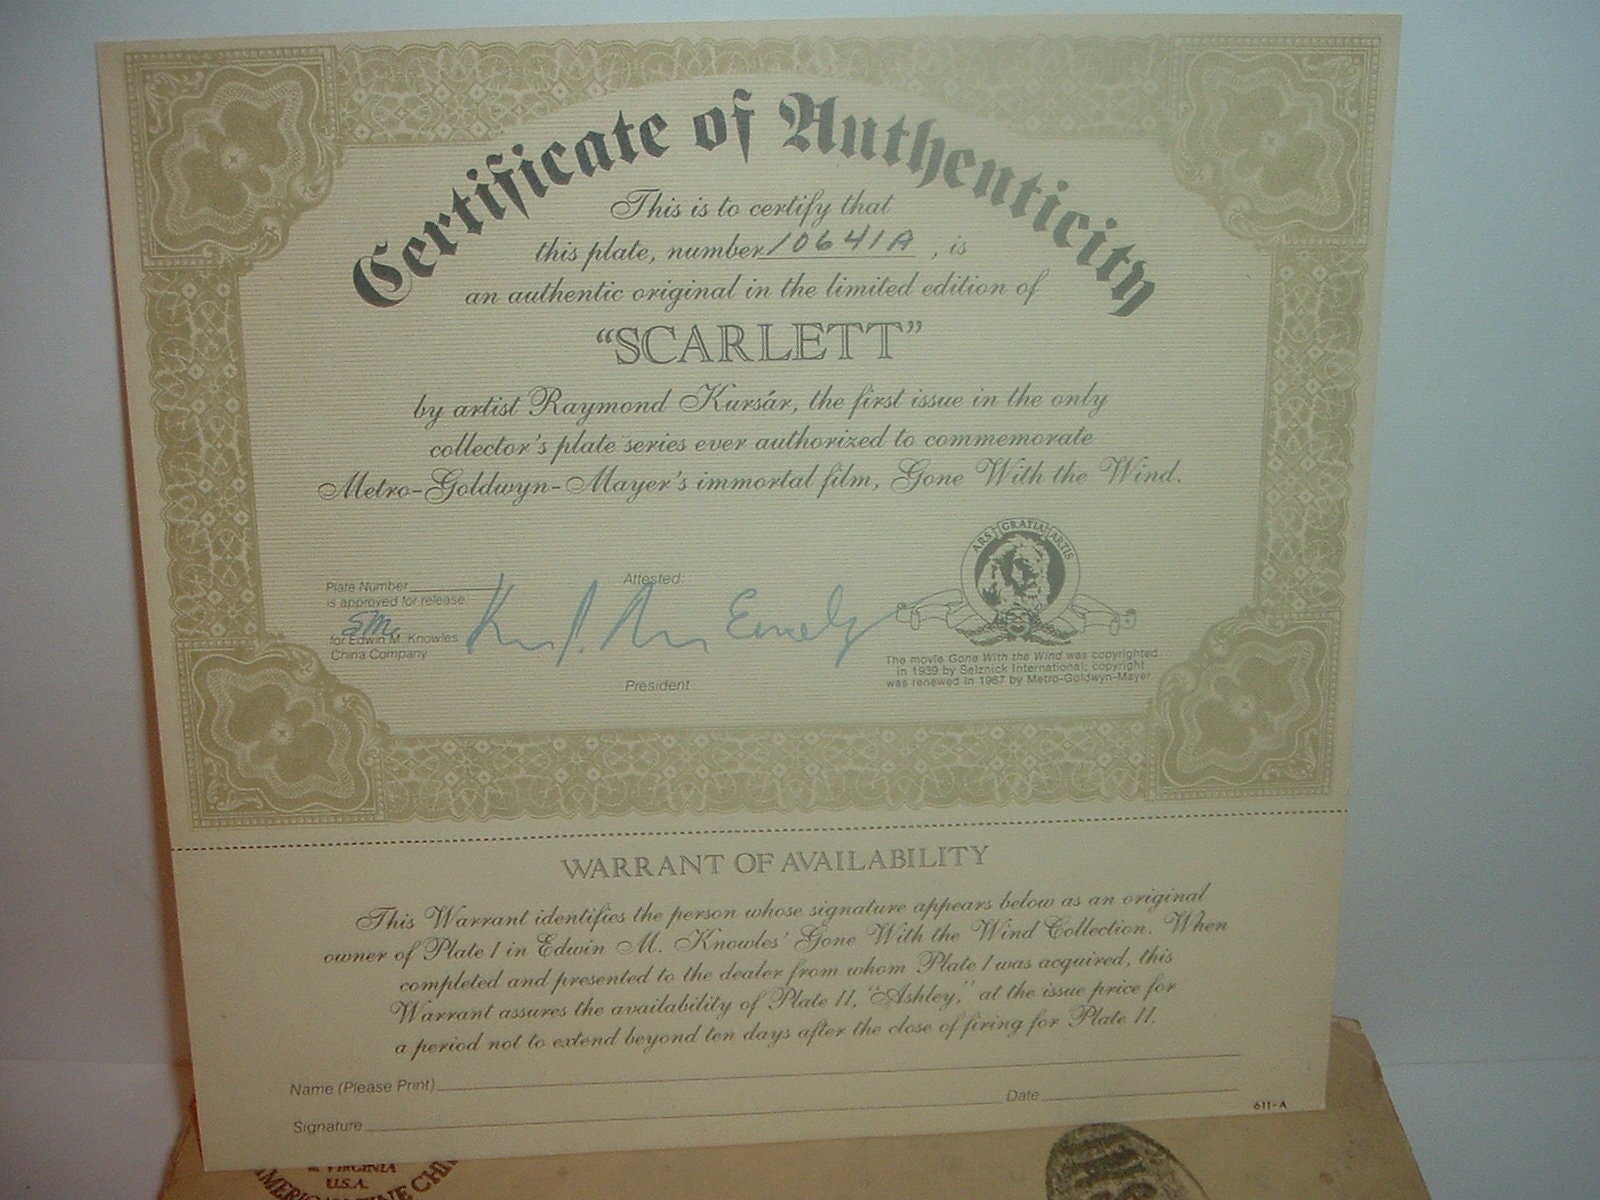 Certificate of Authenticity
This is to certify that
this plate, number 10641A, is
an authentic original in the limited edition of
“SCARLETT”
by artist Raymond Kursár, the first issue in the only
collector's plate series ever authorized to commemorate
Metro-Goldwyn-Mayer's immortal film, Gone With the Wind.
Plate Number
is approved for release
for Edwin M. Knowles
China Company
Attested:
President
ARS GRATIA ARTIS
The movie Gone With the Wind was copyrighted
in 1939 by Selznick International; copyright
was renewed in 1967 by Metro-Goldwyn-Mayer
WARRANT OF AVAILABILITY
This Warrant identifies the person whose signature appears below as an original
owner of Plate I in Edwin M. Knowles' Gone With the Wind Collection. When
completed and presented to the dealer from whom Plate I was acquired, this
Warrant assures the availability of Plate II, “Ashley,” at the issue price for
a period not to extend beyond ten days after the close of firing for Plate II.
Name (Please Print)
Date
Signature
611-A
VIRGINIA
U.S.A.